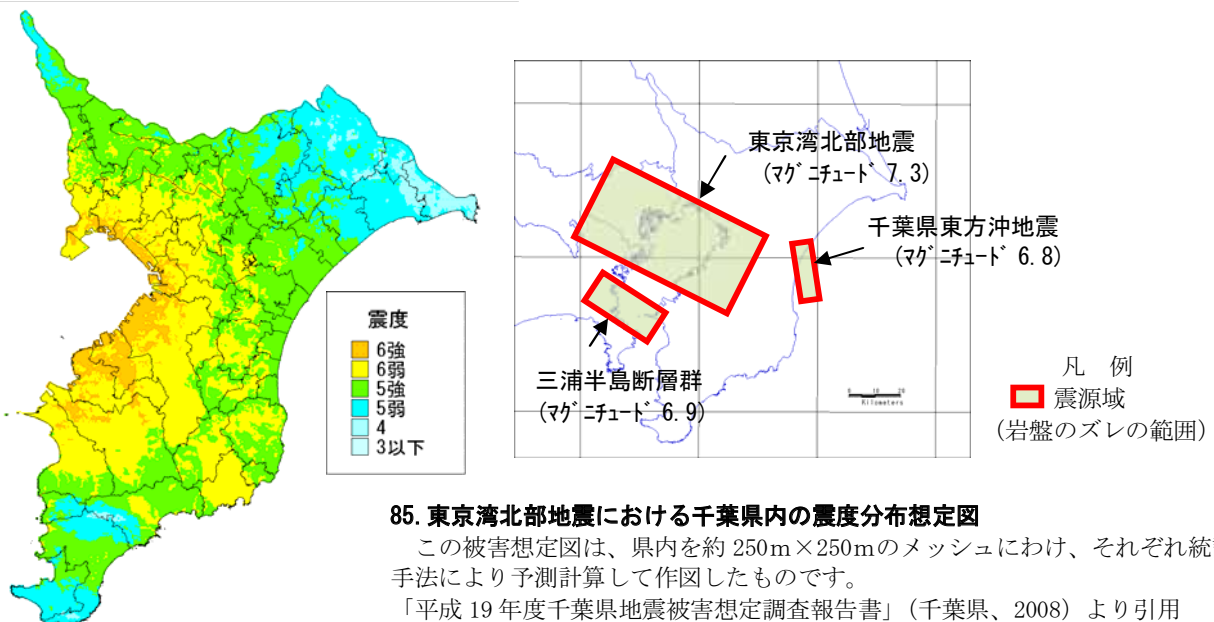 震度
6強
6弱
5強
5弱
4
3以下
東京湾北部地震
(マグニチュード 7.3)
千葉県東方沖地震
(マグニチュード 6.8)
三浦半島断層群
(マグニチュード 6.9)
0 10 20
Kilometers
凡　例
震源域
(岩盤のズレの範囲)
85. 東京湾北部地震における千葉県内の震度分布想定図
この被害想定図は、県内を約 250ｍ×250ｍのメッシュにわけ、それぞれ統
手法により予測計算して作図したものです。
「平成 19 年度千葉県地震被害想定調査報告書」(千葉県、2008) より引用